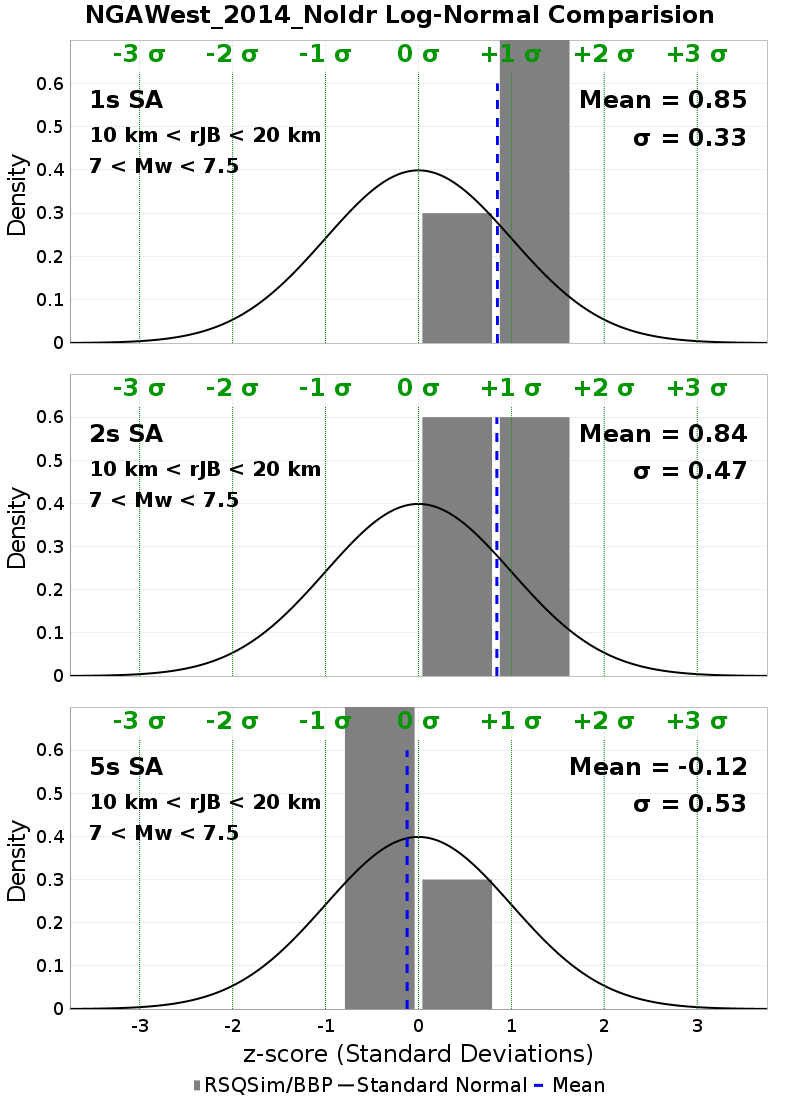 NGAWest_2014_NoIdr Log-Normal Comparision
-3 σ -2 σ -1 σ 0 σ +1 σ +2 σ +3 σ
1s SA
Mean = 0.85
10 km < rJB < 20 km
σ = 0.33
7 < Mw < 7.5
Density
0.6
0.5
0.4
0.3
0.2
0.1
0
-3 σ -2 σ -1 σ 0 σ +1 σ +2 σ +3 σ
2s SA
Mean = 0.84
10 km < rJB < 20 km
σ = 0.47
7 < Mw < 7.5
Density
0.6
0.5
0.4
0.3
0.2
0.1
0
-3 σ -2 σ -1 σ 0 σ +1 σ +2 σ +3 σ
5s SA
Mean = -0.12
10 km < rJB < 20 km
σ = 0.53
7 < Mw < 7.5
Density
0.6
0.5
0.4
0.3
0.2
0.1
0
-3 -2 -1 0 1 2 3
z-score (Standard Deviations)
RSQSim/BBP Standard Normal Mean